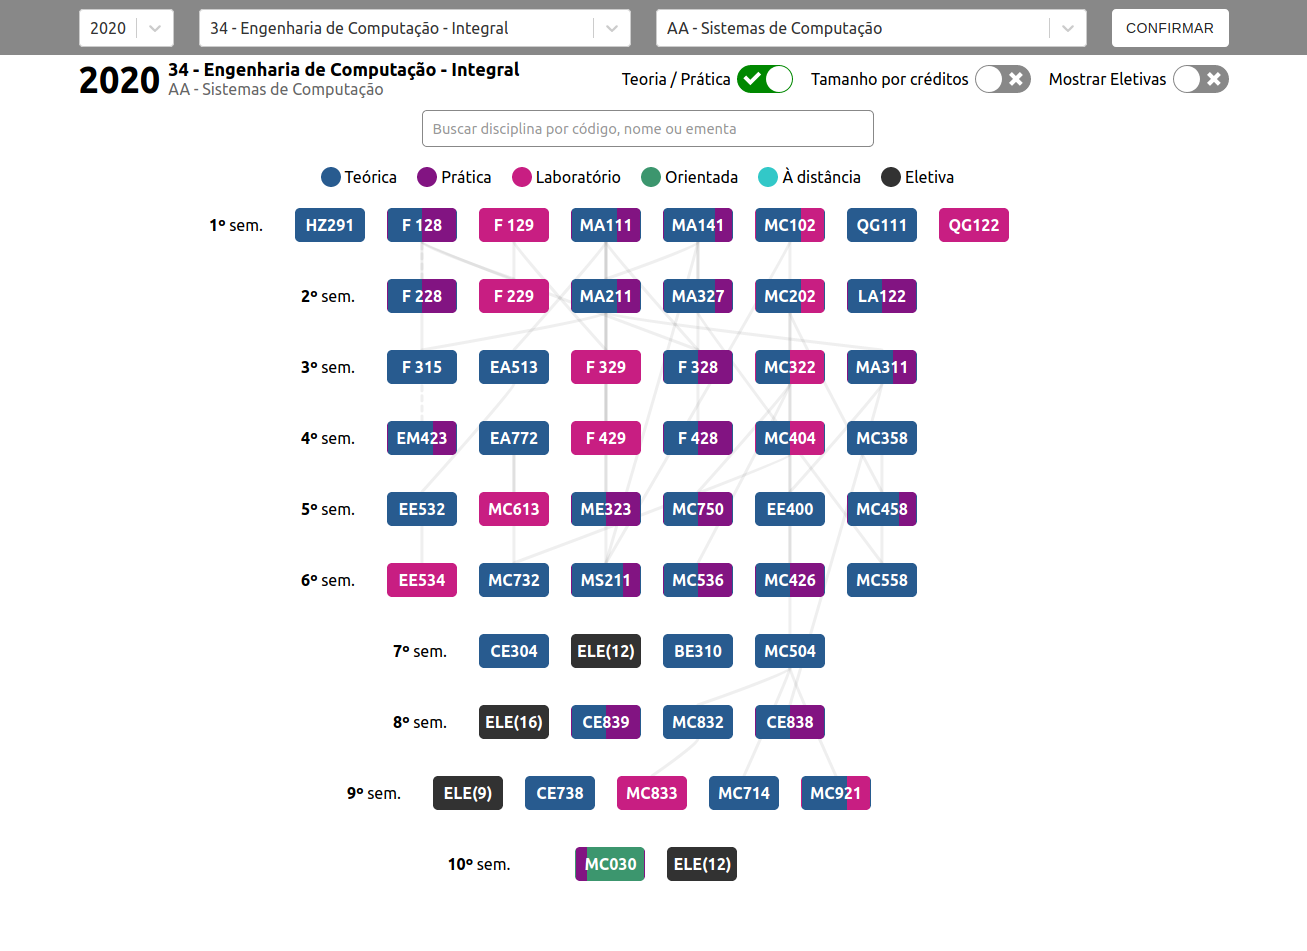 2020 34 - Engenharia de Computação - Integral AA - Sistemas de Computação CONFIRMAR
2020 34 - Engenharia de Computação - Integral
AA - Sistemas de Computação
Teoria / Prática Tamanho por créditos Mostrar Eletivas
Buscar disciplina por código, nome ou ementa
Teórica Prática Laboratório Orientada À distância Eletiva
1º sem. HZ291 F 128 F 129 MA111 MA141 MC102 QG111 QG122
2º sem. F 228 F 229 MA211 MA327 MC202 LA122
3º sem. F 315 EA513 F 329 F 328 MC322 MA311
4º sem. EM423 EA772 F 429 F 428 MC404 MC358
5º sem. EE532 MC613 ME323 MC750 EE400 MC458
6º sem. EE534 MC732 MS211 MC536 MC426 MC558
7º sem. CE304 ELE(12) BE310 MC504
8º sem. ELE(16) CE839 MC832 CE838
9º sem. ELE(9) CE738 MC833 MC714 MC921
10º sem. MC030 ELE(12)